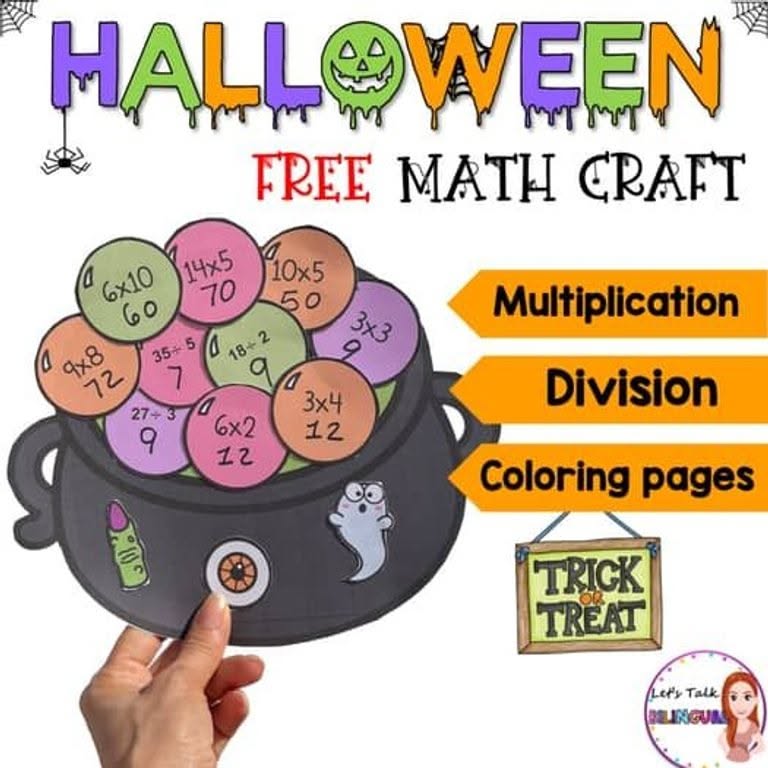 HALLOWEEN
FREE MATH CRAFT
6x10
60
14x5
70
10x5
50
3x3
9
9x8
72
35÷5
7
18÷2
9
27÷3
9
6x2
12
3x4
12
Multiplication
Division
Coloring pages
TRICK
OR
TREAT
Let's Talk
BILINGUAL